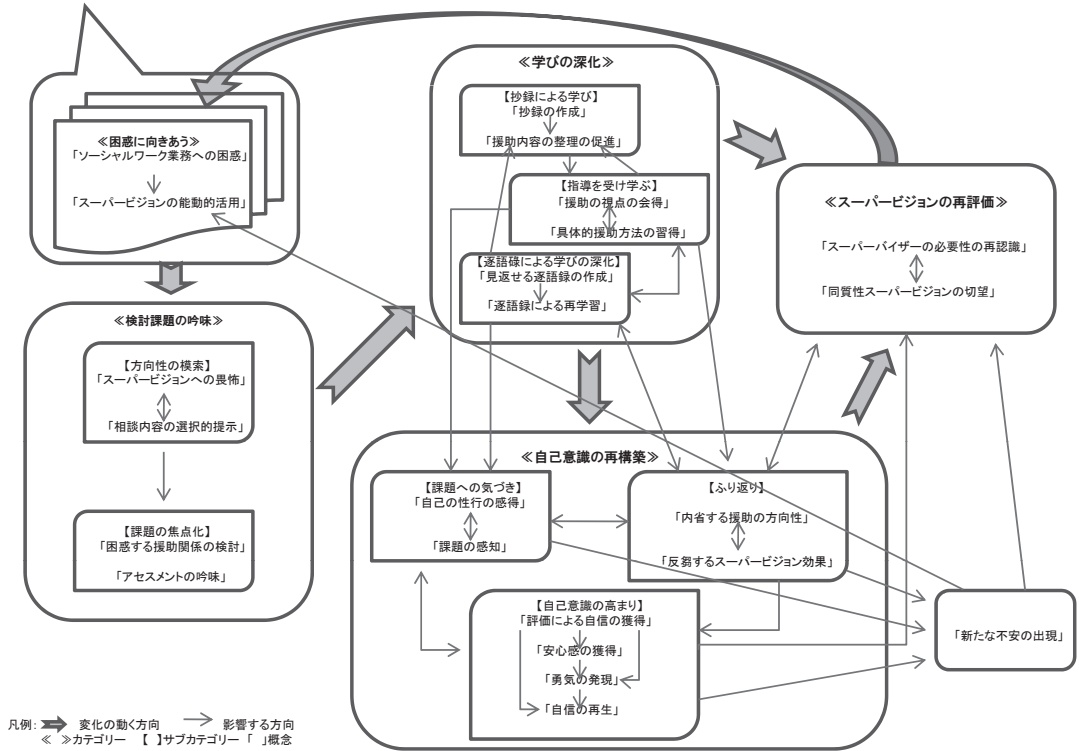 ≪困惑に向きあう≫
「ソーシャルワーク業務への困惑」
「スーパービジョンの能動的活用」
≪検討課題の吟味≫
【方向性の模索】
「スーパービジョンへの畏怖」
「相談内容の選択的提示」
【課題の焦点化】
「困惑する援助関係の検討」
「アセスメントの吟味」
≪学びの深化≫
【抄録による学び】
「抄録の作成」
「援助内容の整理の促進」
【指導を受け学ぶ】
「援助の視点の会得」
「具体的援助方法の習得」
【逐語碌による学びの深化】
「見返せる逐語録の作成」
「逐語録による再学習」
≪自己意識の再構築≫
【課題への気づき】
「自己の性行の感得」
「課題の感知」
【ふり返り】
「内省する援助の方向性」
「反芻するスーパービジョン効果」
【自己意識の高まり】
「評価による自信の獲得」
「安心感の獲得」
「勇気の発現」
「自信の再生」
≪スーパービジョンの再評価≫
「スーパーバイザーの必要性の再認識」
「同質性スーパービジョンの切望」
「新たな不安の出現」
凡例: 変化の動く方向 影響する方向
≪ ≫カテゴリー 【 】サブカテゴリー 「 」概念